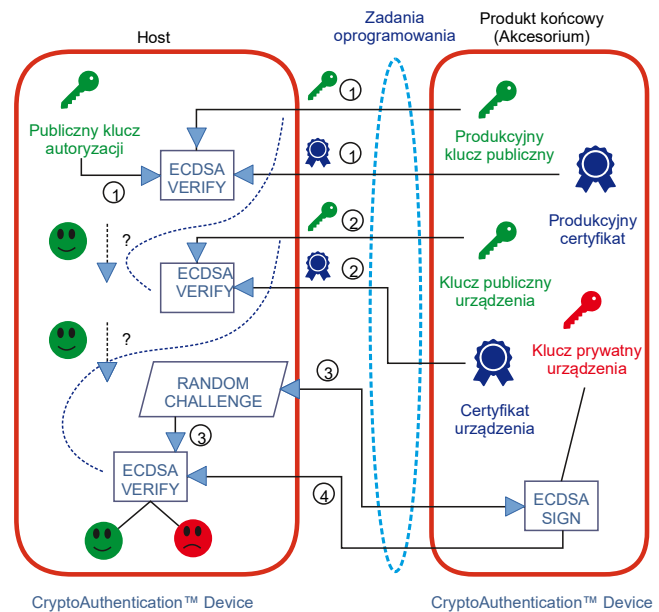 Host
Zadania
oprogramowania
Produkt końcowy
(Akcesorium)
Publiczny klucz
autoryzacji
1
ECDSA
VERIFY
1
1
Produkcyjny
klucz publiczny
Produkcyjny
certyfikat
?
2
2
ECDSA
VERIFY
Klucz publiczny
urządzenia
?
Klucz prywatny
urządzenia
RANDOM
CHALLENGE
3
3
Certyfikat
urządzenia
ECDSA
VERIFY
4
ECDSA
SIGN
CryptoAuthentication™ Device
CryptoAuthentication™ Device